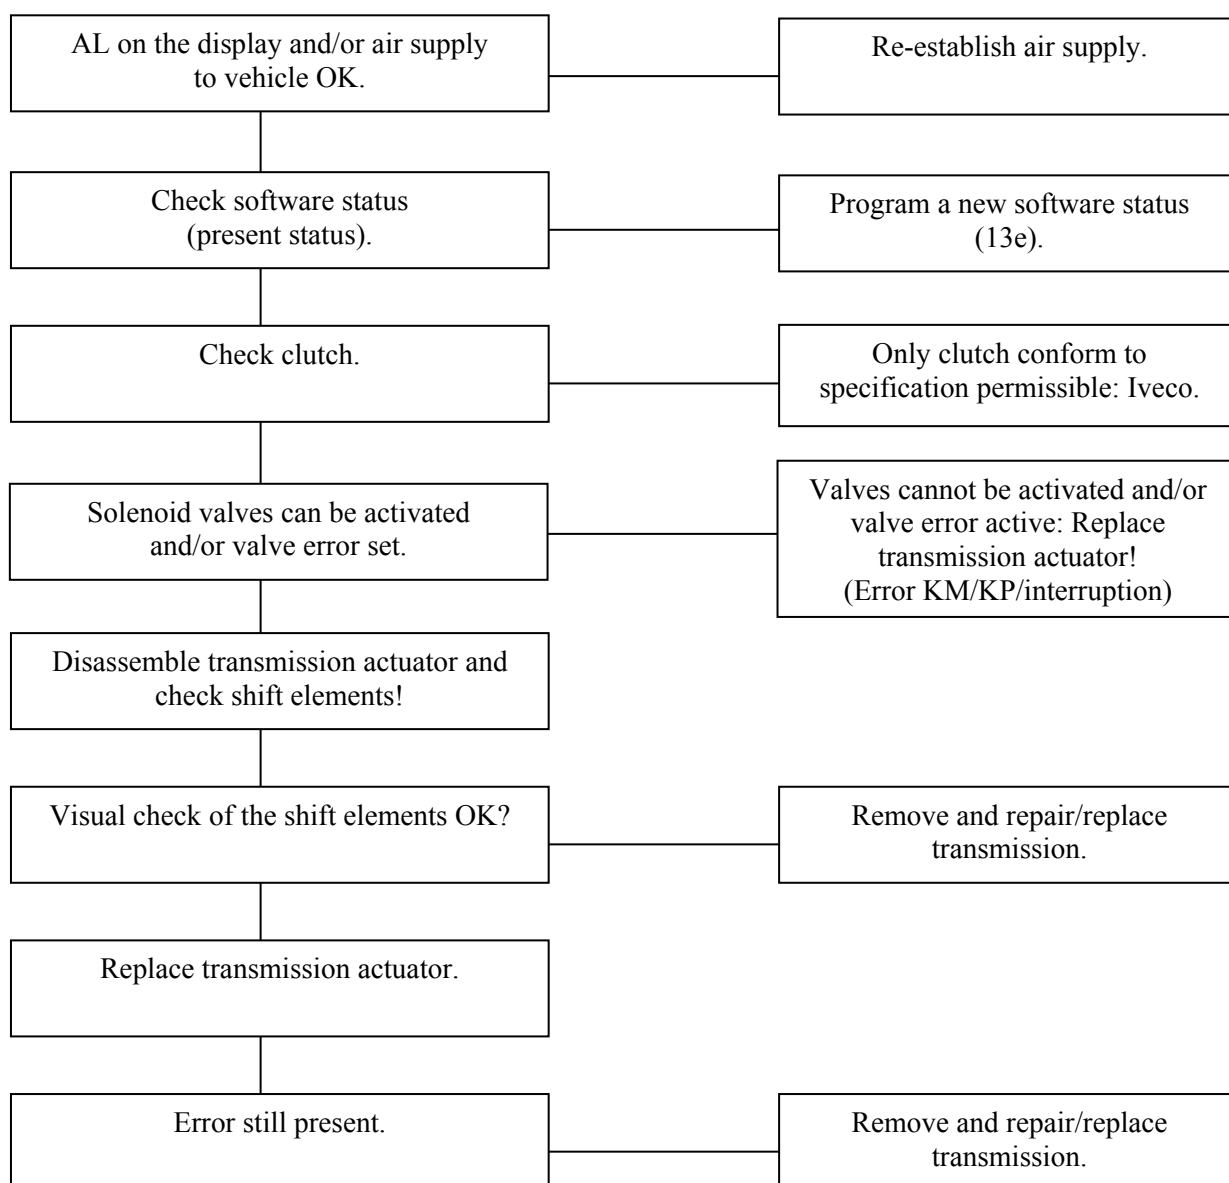 AL on the display and/or air supply
to vehicle OK.
Re-establish air supply.
Check software status
(present status).
Program a new software status
(13e).
Check clutch.
Only clutch conform to
specification permissible: Iveco.
Solenoid valves can be activated
and/or valve error set.
Valves cannot be activated and/or
valve error active: Replace
transmission actuator!
(Error KM/KP/interruption)
Disassemble transmission actuator and
check shift elements!
Visual check of the shift elements OK?
Remove and repair/replace
transmission.
Replace transmission actuator.
Error still present.
Remove and repair/replace
transmission.